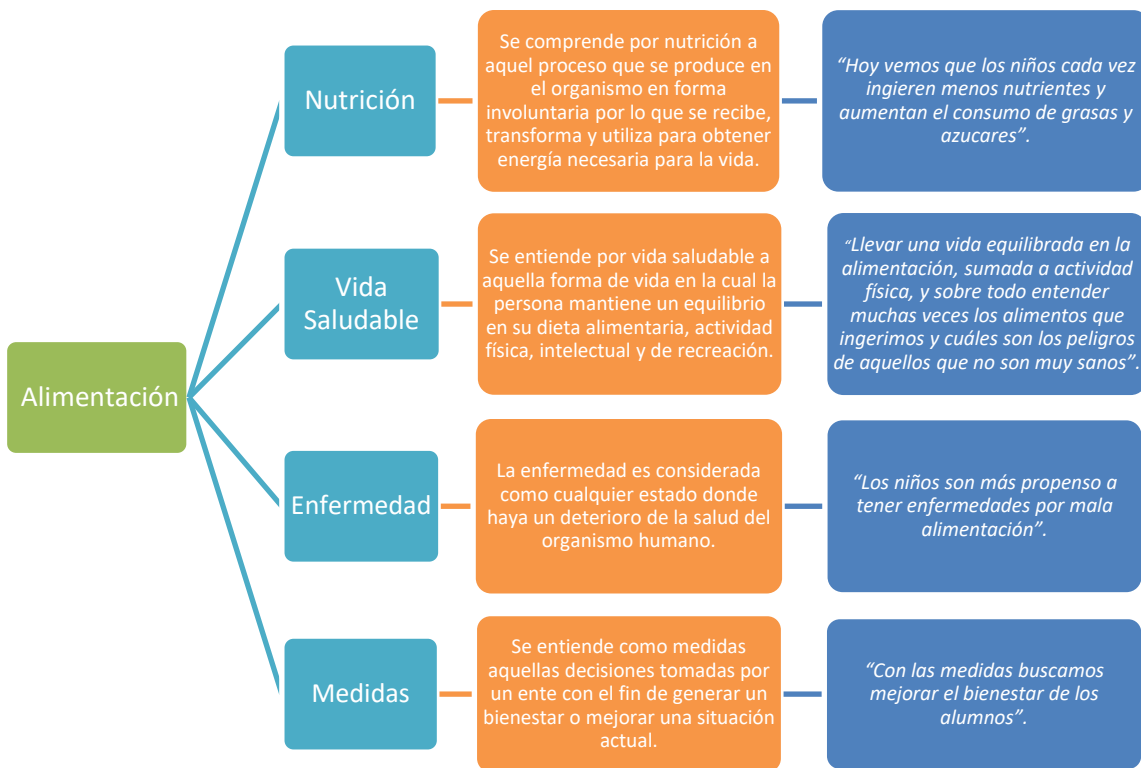 Alimentación
Nutrición
Se comprende por nutrición a
aquel proceso que se produce en
el organismo en forma
involuntaria por lo que se recibe,
transforma y utiliza para obtener
energía necesaria para la vida.
“Hoy vemos que los niños cada vez
ingieren menos nutrientes y
aumentan el consumo de grasas y
azucares”.
Vida
Saludable
Se entiende por vida saludable a
aquella forma de vida en la cual la
persona mantiene un equilibrio
en su dieta alimentaria, actividad
física, intelectual y de recreación.
“Llevar una vida equilibrada en la
alimentación, sumada a actividad
física, y sobre todo entender
muchas veces los alimentos que
ingerimos y cuáles son los peligros
de aquellos que no son muy sanos”.
Enfermedad
La enfermedad es considerada
como cualquier estado donde
haya un deterioro de la salud del
organismo humano.
“Los niños son más propenso a
tener enfermedades por mala
alimentación”.
Medidas
Se entiende como medidas
aquellas decisiones tomadas por
un ente con el fin de generar un
bienestar o mejorar una situación
actual.
“Con las medidas buscamos
mejorar el bienestar de los
alumnos”.